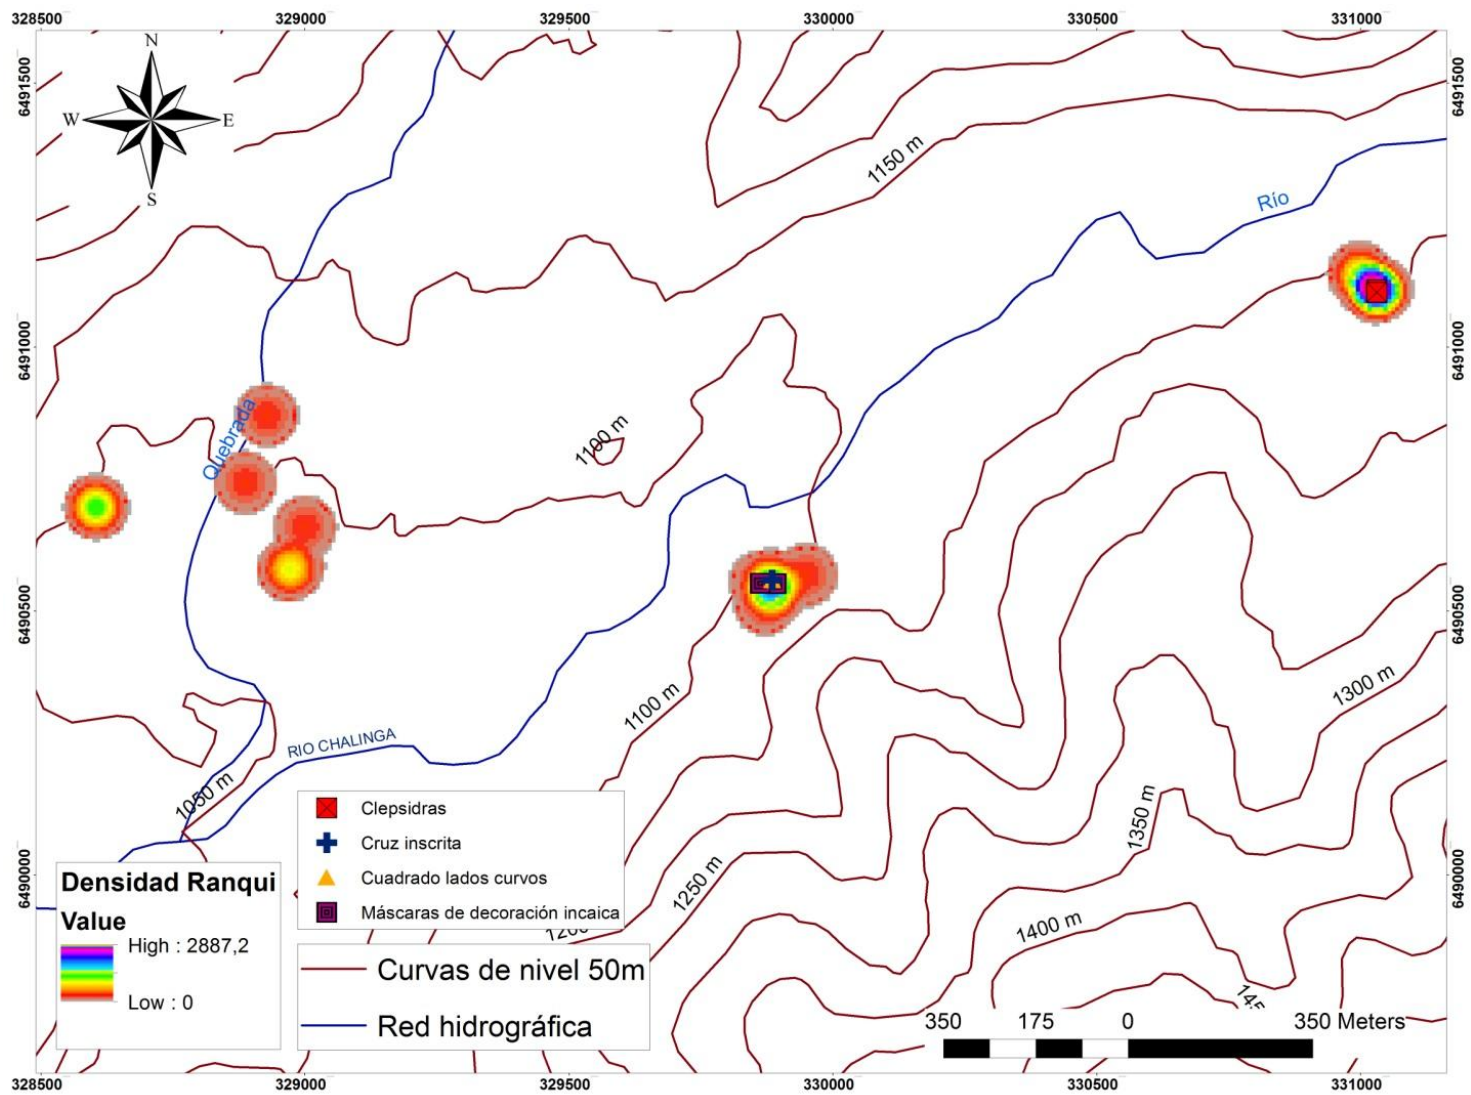 328500 329000 329500 330000 330500 331000
N
W E
S
6491500 6491500
1150 m
Río
6491000 6491000
Quebrada
1100 m
6490500 6490500
1300 m
1100 m
RIO CHALINGA
1050 m
1350 m
Clepsidras
Cruz inscrita
Cuadrado lados curvos
Máscaras de decoración incaica
6490000 6490000
1250 m
1400 m
Densidad Ranqui
Value
High : 2887,2
Low : 0
Curvas de nivel 50m
Red hidrográfica
350 175 0 350 Meters
328500 329000 329500 330000 330500 331000